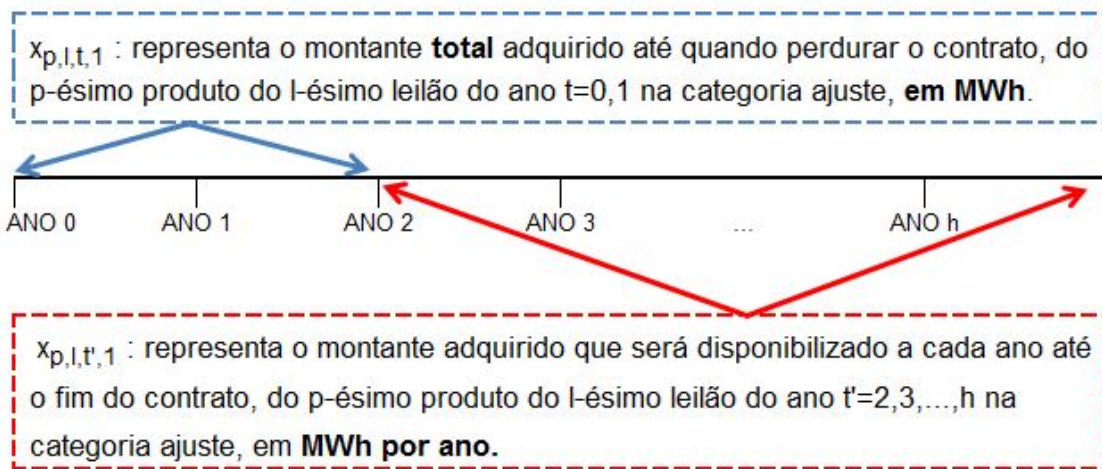 x_{p,l,t,1} : representa o montante total adquirido até quando perdurar o contrato, do
p-ésimo produto do l-ésimo leilão do ano t=0,1 na categoria ajuste, em MWh.
ANO 0 ANO 1 ANO 2 ANO 3 ... ANO h
x_{p,l,t',1} : representa o montante adquirido que será disponibilizado a cada ano até
o fim do contrato, do p-ésimo produto do l-ésimo leilão do ano t'=2,3,...,h na
categoria ajuste, em MWh por ano.